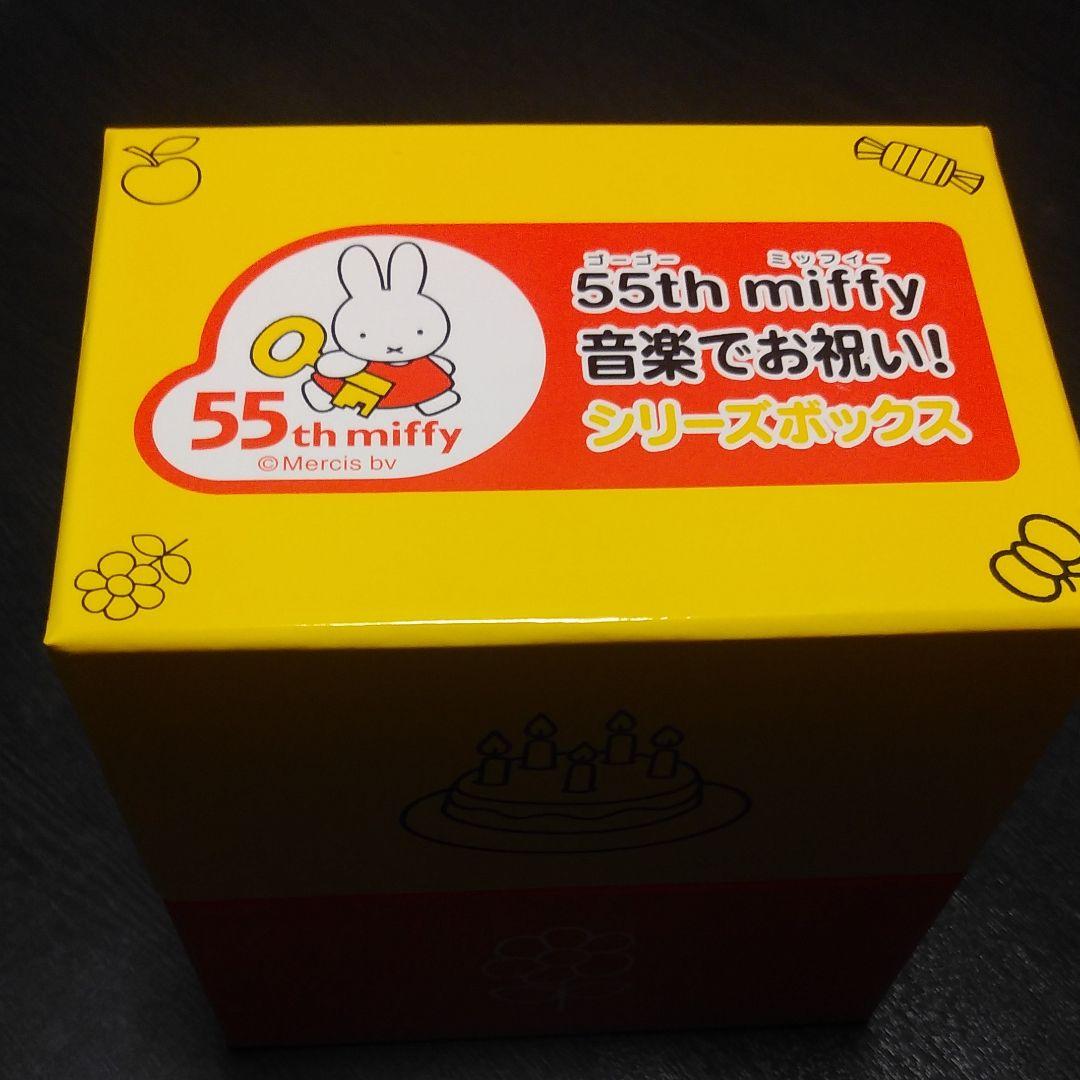 55th miffy
©Mercis bv
ゴーゴー ミッフィー
55th miffy
音楽でお祝い!
シリーズボックス